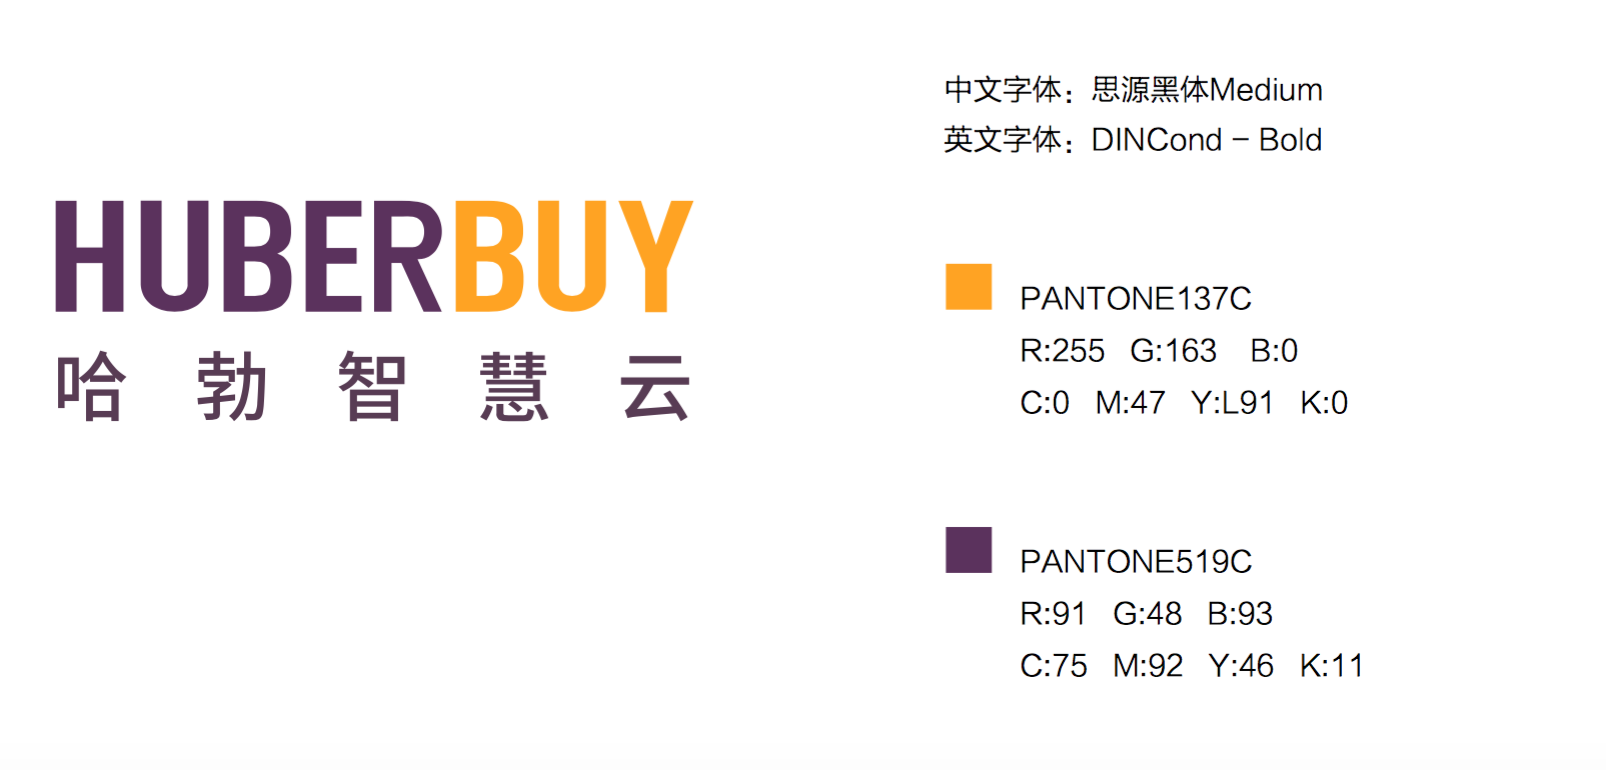 HUBERBUY
哈勃智慧云
中文字体：思源黑体Medium
英文字体：DINCond – Bold
PANTONE137C
R:255 G:163 B:0
C:0 M:47 Y:L91 K:0
PANTONE519C
R:91 G:48 B:93
C:75 M:92 Y:46 K:11